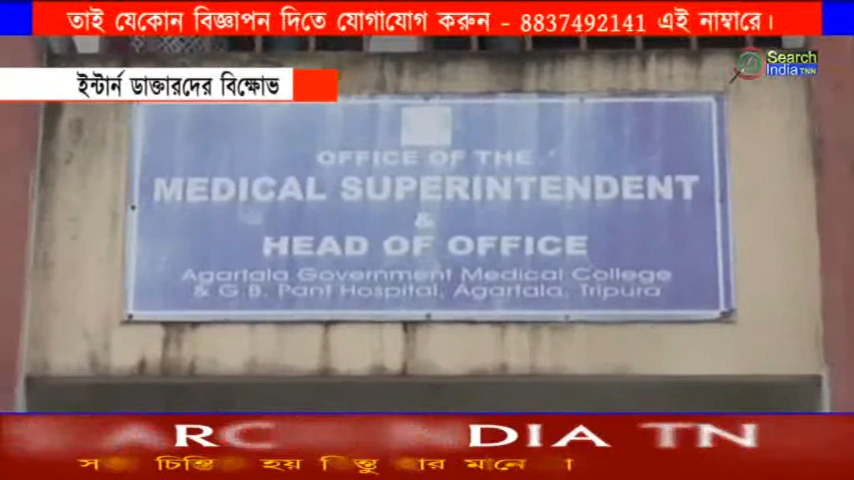 তাই যেকোন বিজ্ঞাপন দিতে যোগাযোগ করুন - 8837492141 এই নাম্বারে।
Search
India TNN
ইন্টার্ন ডাক্তারদের বিক্ষোভ
OFFICE OF THE
MEDICAL SUPERINTENDENT
&
HEAD OF OFFICE
Agartala Government Medical College
& G.B. Pant Hospital, Agartala, Tripura
INDIA TN
চিন্তিত হয় কিন্তু মানে